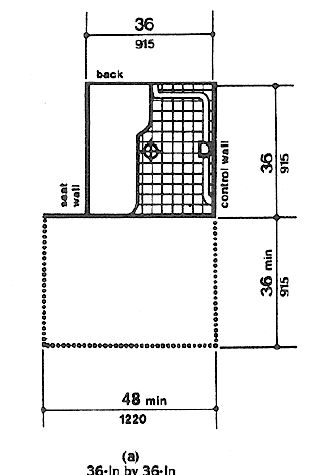 36
915
back
seat
wall
control wall
36
915
36 min
915
48 min
1220
(a)
36-in by 36-in